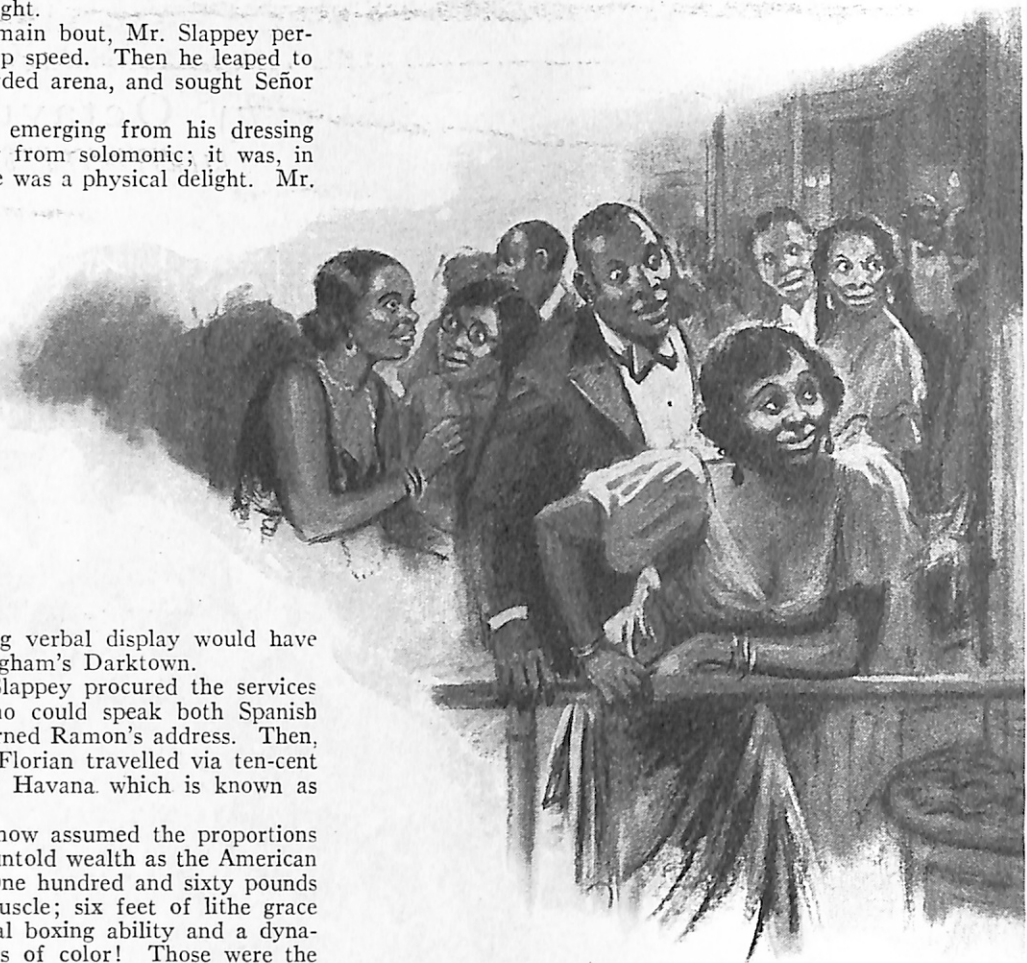 ght.
main bout, Mr. Slappey per-
p speed. Then he leaped to
ded arena, and sought Señor
emerging from his dressing
from solomonic; it was, in
e was a physical delight. Mr.
g verbal display would have
gham's Darktown.
Slappey procured the services
no could speak both Spanish
rned Ramon's address. Then,
Florian travelled via ten-cent
Havana which is known as
now assumed the proportions
ntold wealth as the American
One hundred and sixty pounds
uscle; six feet of lithe grace
al boxing ability and a dyna-
s of color! Those were the